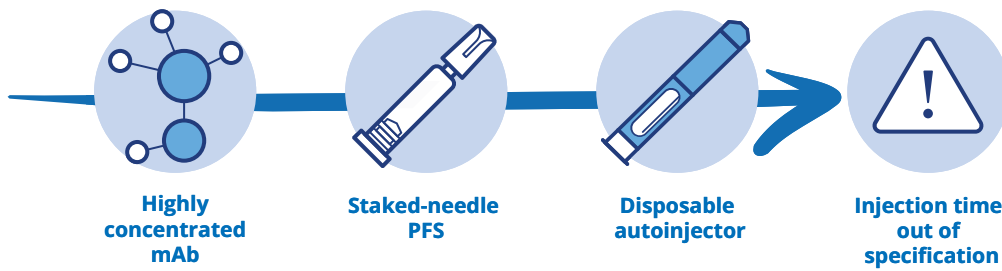 Highly
concentrated
mAb
Staked-needle
PFS
Disposable
autoinjector
!
Injection time
out of
specification